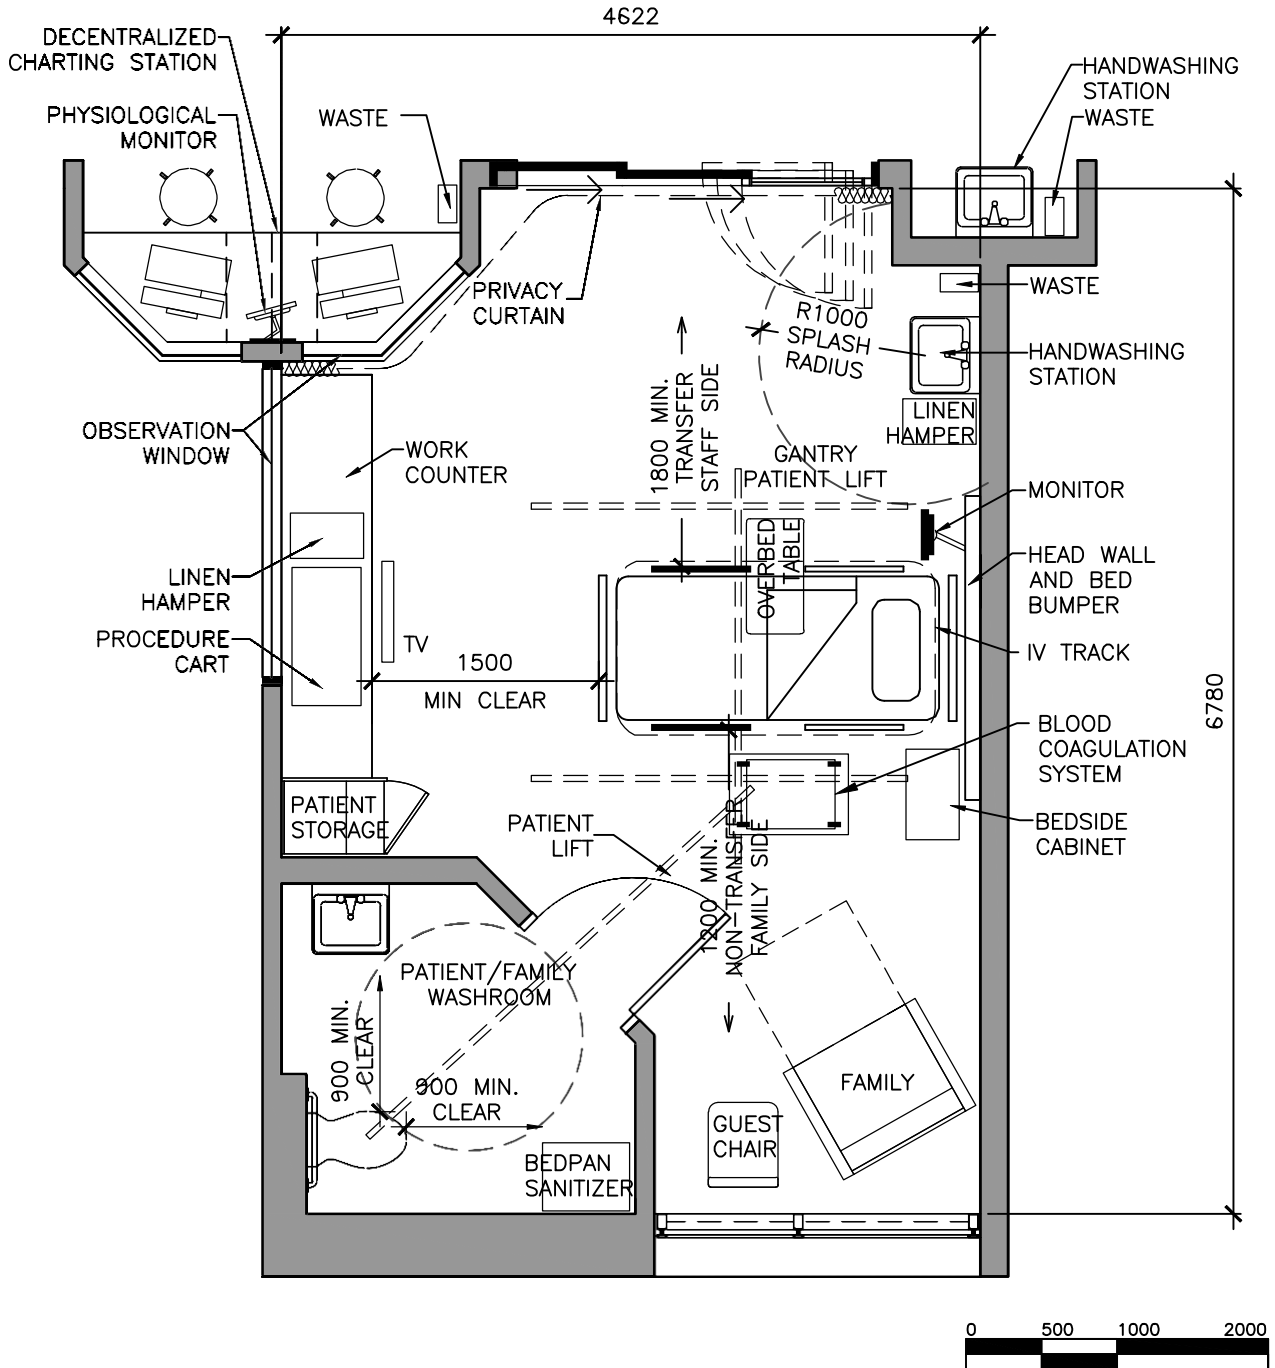 4622
DECENTRALIZED
CHARTING STATION
PHYSIOLOGICAL
MONITOR
WASTE
HANDWASHING
STATION
WASTE
PRIVACY
CURTAIN
R1000
SPLASH
RADIUS
WASTE
HANDWASHING
STATION
LINEN
HAMPER
OBSERVATION
WINDOW
WORK
COUNTER
1800 MIN.
TRANSFER
STAFF SIDE
GANTRY
PATIENT LIFT
MONITOR
OVERBED
TABLE
HEAD WALL
AND BED
BUMPER
LINEN
HAMPER
PROCEDURE
CART
TV
1500
MIN CLEAR
IV TRACK
6780
BLOOD
COAGULATION
SYSTEM
PATIENT
STORAGE
PATIENT
LIFT
1200 MIN.
NON-TRANSFER
FAMILY SIDE
BEDSIDE
CABINET
PATIENT/FAMILY
WASHROOM
900 MIN.
CLEAR
900 MIN.
CLEAR
FAMILY
GUEST
CHAIR
BEDPAN
SANITIZER
0 500 1000 2000